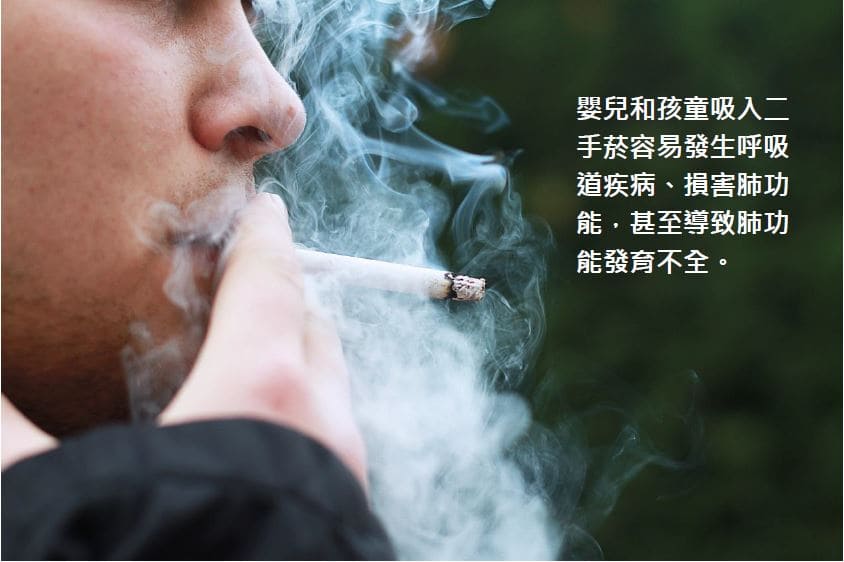 嬰兒和孩童吸入二
手菸容易發生呼吸
道疾病、損害肺功
能，甚至導致肺功
能發育不全。